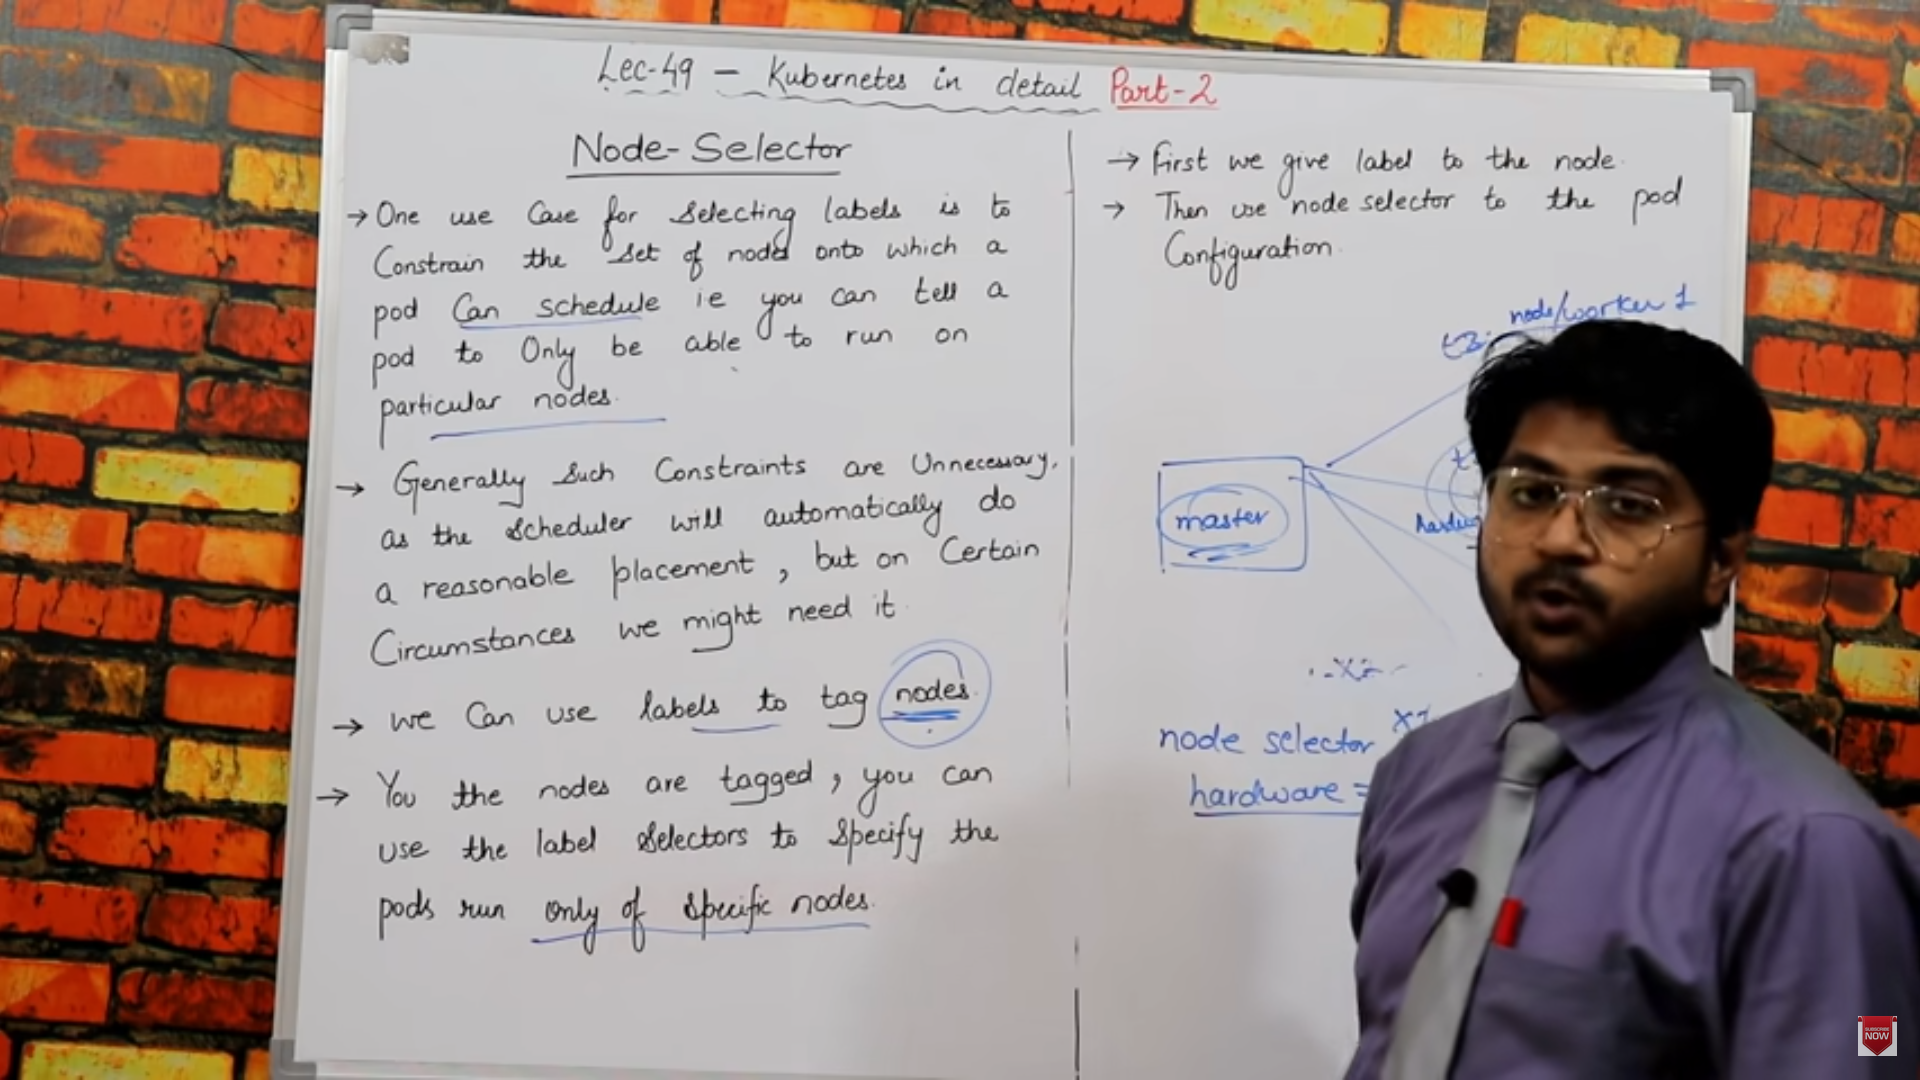 Lec-49 - Kubernetes in detail Part-2
Node-Selector
→ One use Case for Selecting labels is to
Constrain the set of nodes onto which a
pod Can schedule ie you can tell a
pod to Only be able to run on
particular nodes.
→ Generally Such Constraints are Unnecessary,
as the Scheduler will automatically do
a reasonable placement, but on Certain
Circumstances we might need it.
→ we Can use labels to tag nodes.
→ You the nodes are tagged, you can
use the label Selectors to Specify the
pods run only of specific nodes.
→ First we give label to the node.
→ Then use node selector to the pod
Configuration.
node/worker 1
master
node selector
hardware =
SUBSCRIBE
NOW